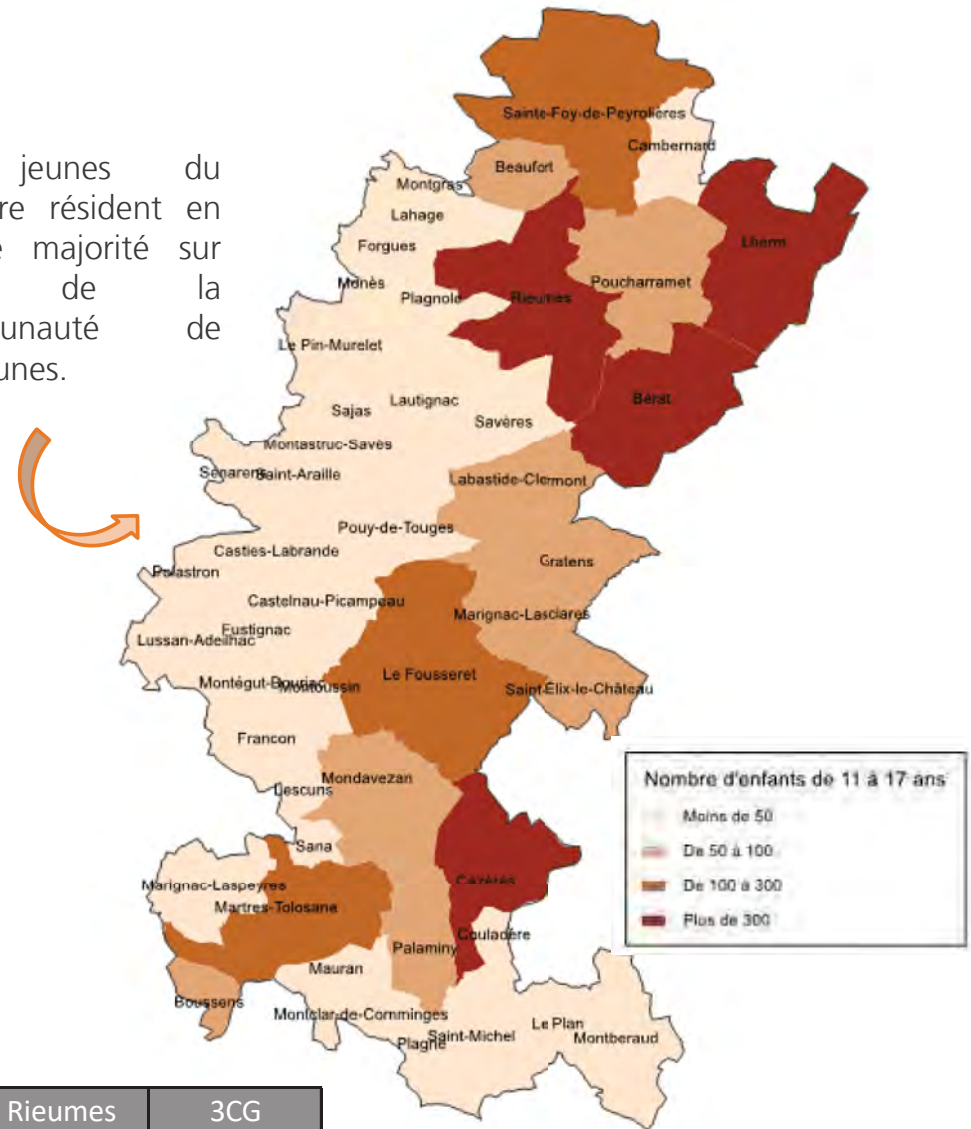 jeunes du
re résident en
majorité sur
de la
unauté de
unes.
Sainte-Foy-de-Peyrolières
Cambernard
Beaufort
Montgras
Lahage
Lherm
Forgues
Poucharramet
Monès
Plagnole
Rieumes
Le Pin-Murelet
Bérat
Lautignac
Sajas
Savères
Montastruc-Savès
Senarens
Saint-Araille
Labastide-Clermont
Pouy-de-Touges
Casties-Labrande
Gratens
Polastron
Castelnau-Picampeau
Marignac-Lasclares
Fustignac
Lussan-Adeilhac
Le Fousseret
Montégut-Bourjac
Montoussin
Saint-Élix-le-Château
Francon
Mondavezan
Lescuns
Nombre d'enfants de 11 à 17 ans
Moins de 50
De 50 à 100
De 100 à 300
Plus de 300
Sana
Marignac-Laspeyres
Cazères
Martres-Tolosane
Couladère
Palaminy
Mauran
Boussens
Montclar-de-Comminges
Le Plan
Saint-Michel
Montberaud
Plagne
Rieumes 3CG